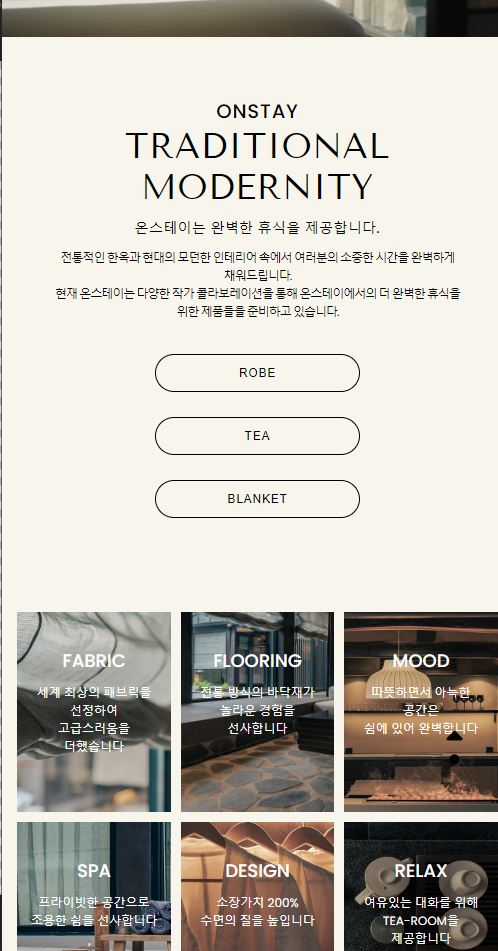 ONSTAY
TRADITIONAL
MODERNITY
온스테이는 완벽한 휴식을 제공합니다.
전통적인 한옥과 현대의 모던한 인테리어 속에서 여러분의 소중한 시간을 완벽하게
채워드립니다.
현재 온스테이는 다양한 작가 콜라보레이션을 통해 온스테이에서의 더 완벽한 휴식을
위한 제품들을 준비하고 있습니다.
ROBE
TEA
BLANKET
FABRIC
세계 최상의 패브릭을
선정하여
고급스러움을
더했습니다
FLOORING
전통 방식의 바닥재가
놀라운 경험을
선사합니다
MOOD
따뜻하면서 아늑한
공간은
쉼에 있어 완벽합니다
SPA
프라이빗한 공간으로
조용한 쉼을 선사합니다
DESIGN
소장가치 200%
수면의 질을 높입니다
RELAX
여유있는 대화를 위해
TEA-ROOM을
제공합니다